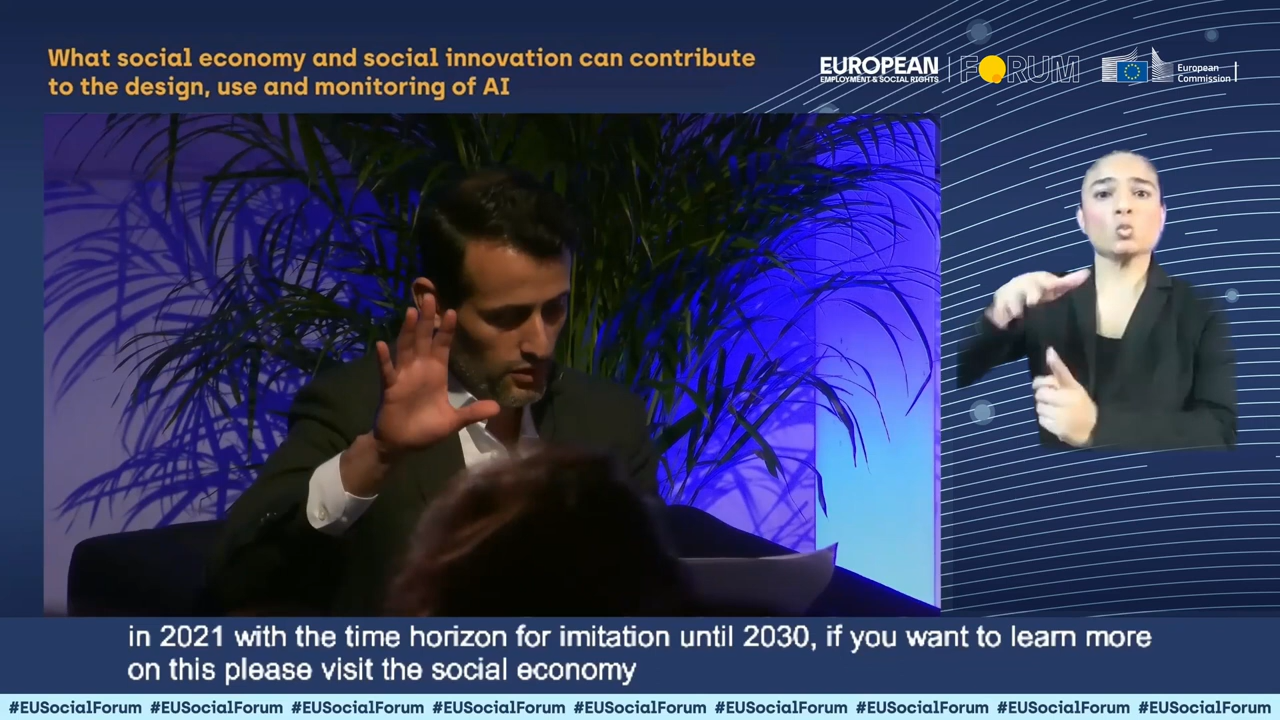 What social economy and social innovation can contribute
to the design, use and monitoring of AI
EUROPEAN
EMPLOYMENT & SOCIAL RIGHTS
FORUM
European
Commission
in 2021 with the time horizon for imitation until 2030, if you want to learn more
on this please visit the social economy
#EUSocialForum #EUSocialForum #EUSocialForum #EUSocialForum #EUSocialForum #EUSocialForum #EUSocialForum #EUSocialForum #EUSocialForum